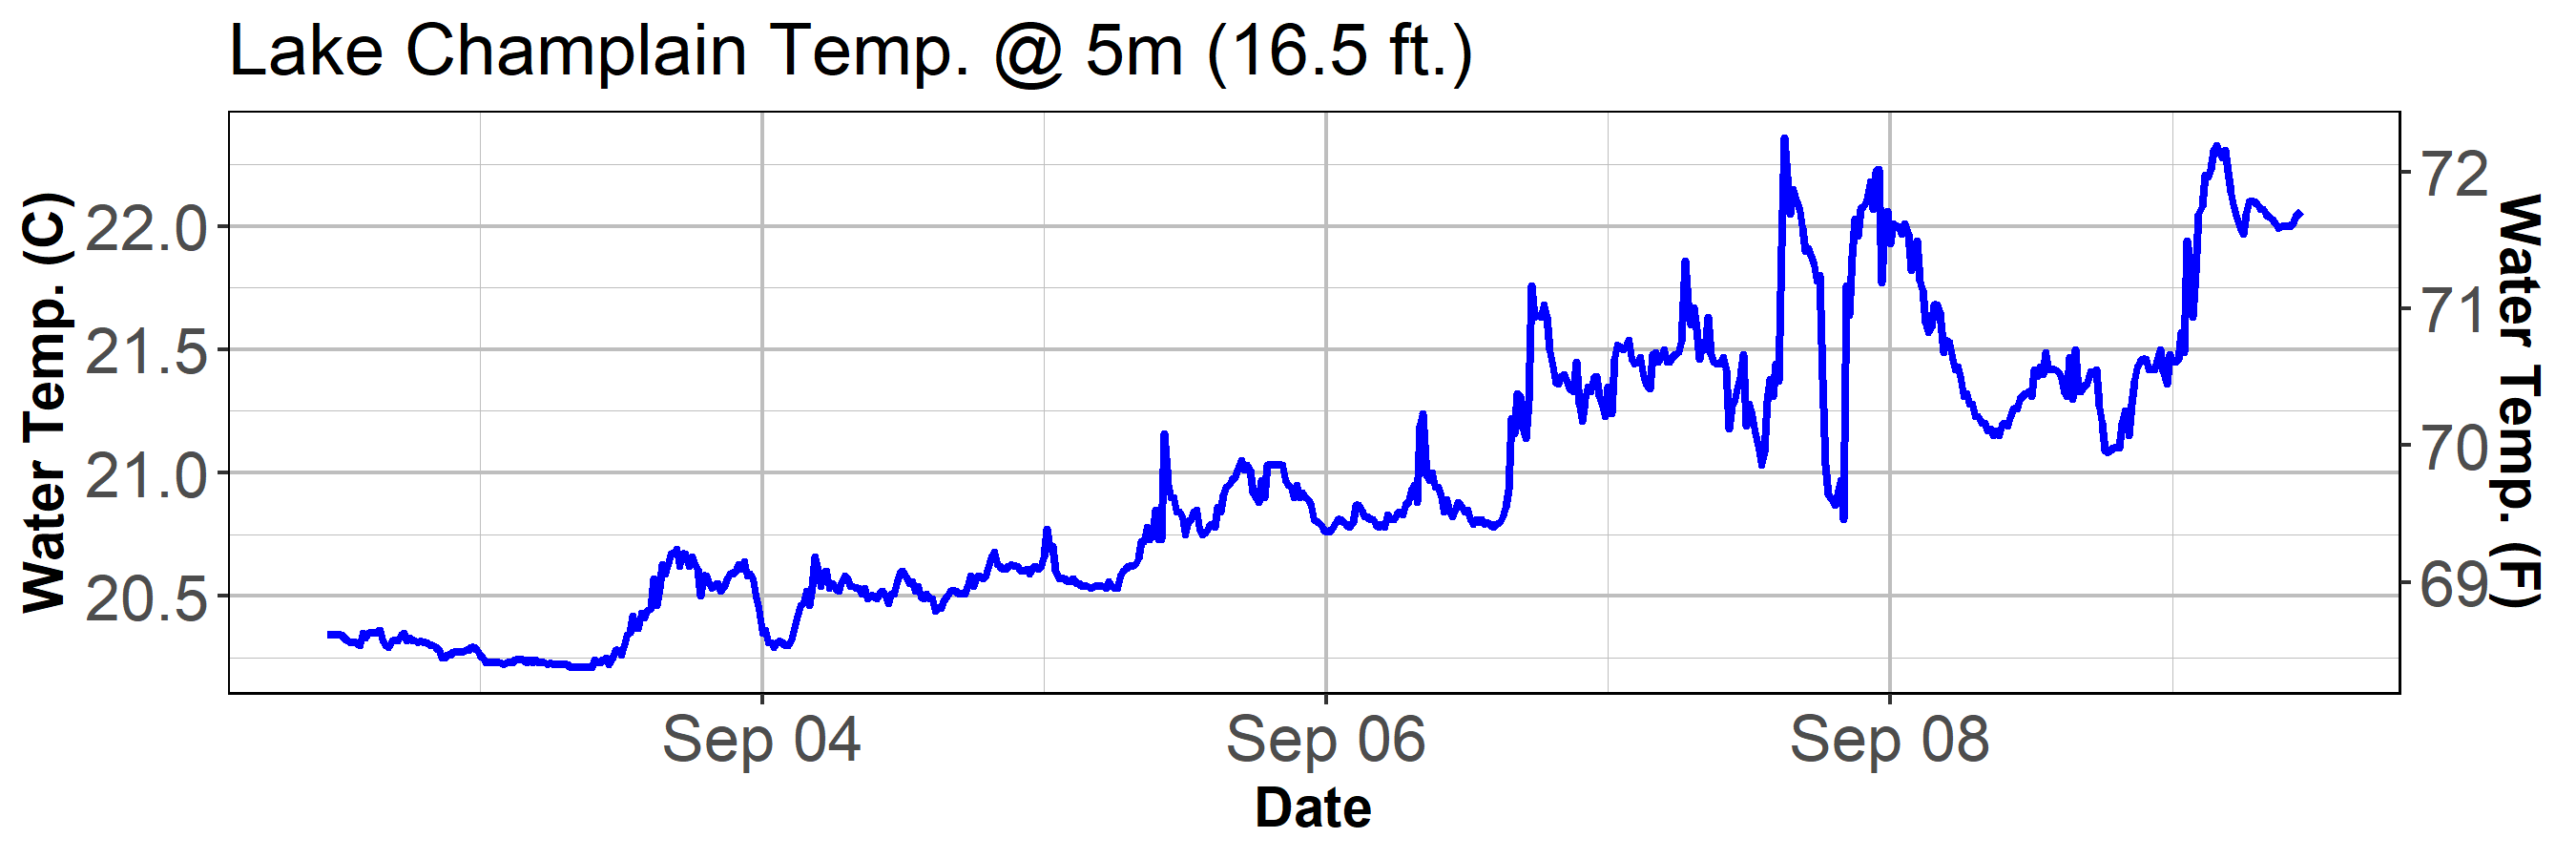 Lake Champlain Temp. @ 5m (16.5 ft.)
Water Temp. (C)
22.0
21.5
21.0
20.5
72
71
70
69
Water Temp. (F)
Sep 04
Sep 06
Sep 08
Date